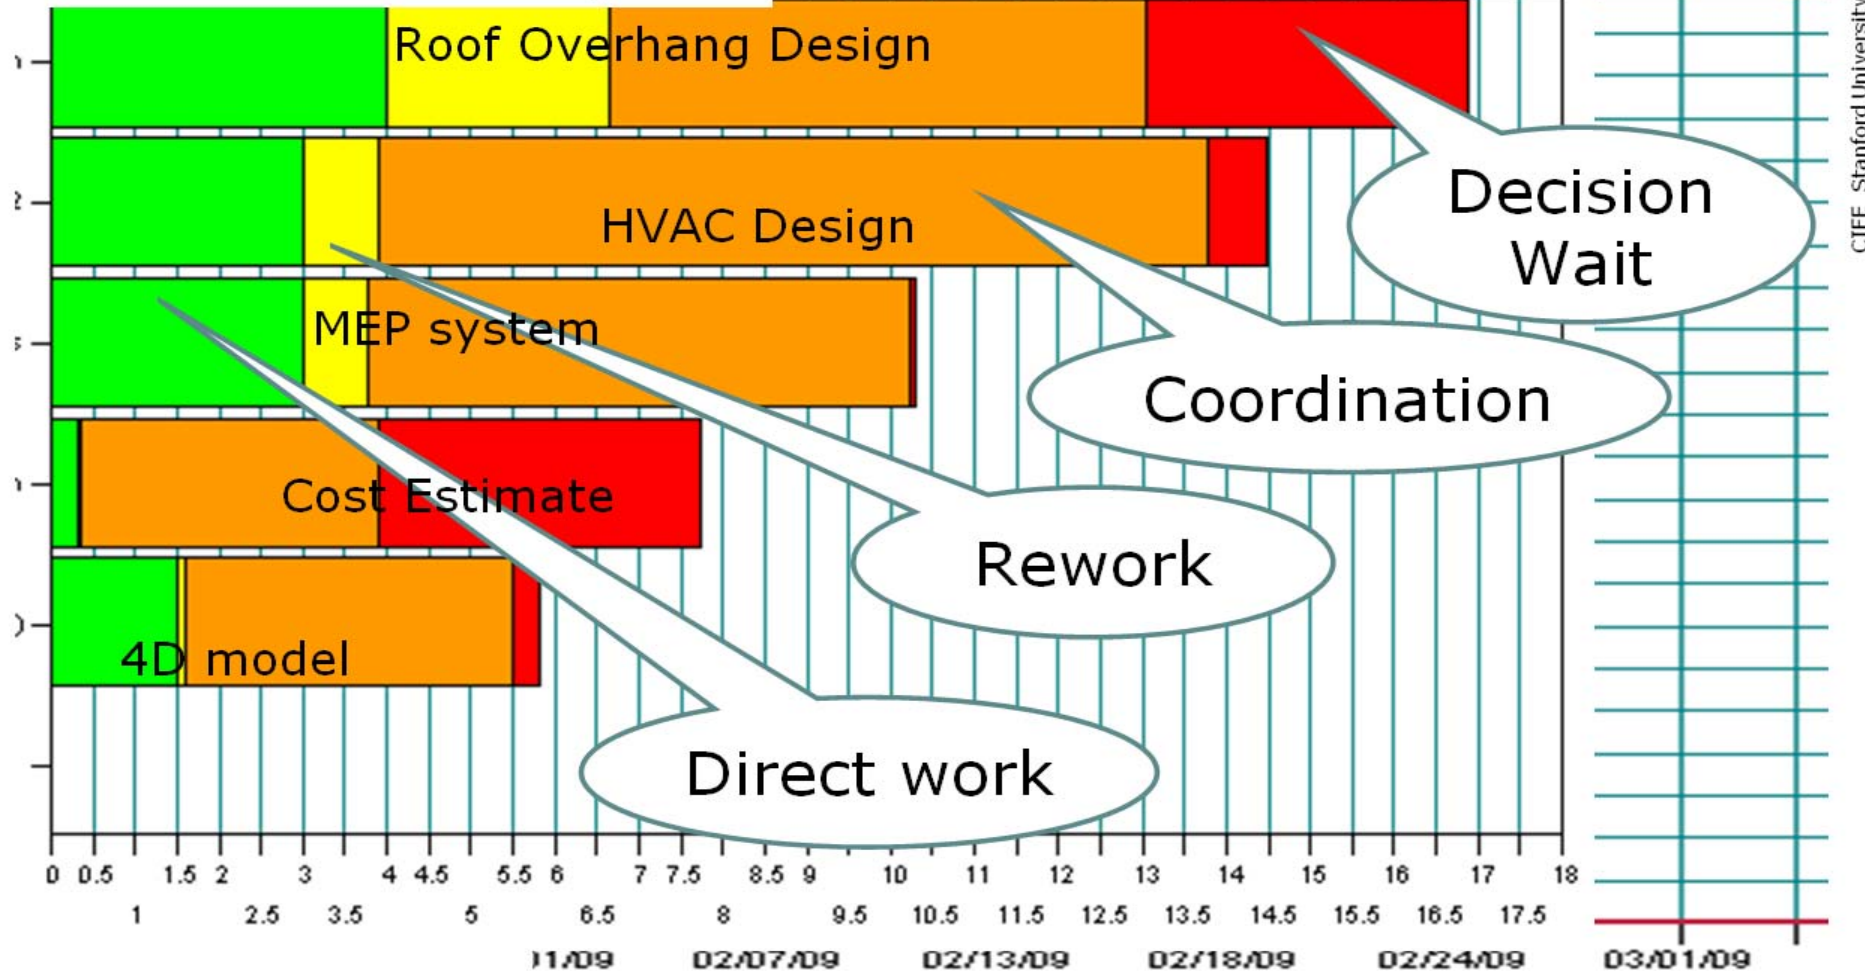 Roof Overhang Design
CIFE Stanford University
Decision
Wait
HVAC Design
MEP system
Coordination
Cost Estimate
Rework
4D model
Direct work
0 0.5 1.5 2 3 4 4.5 5.5 6 7 7.5 8.5 9 10 11 12 13 14 15 16 17 18
1 2.5 3.5 5 6.5 8 9.5 10.5 11.5 12.5 13.5 14.5 15.5 16.5 17.5
1/09 02/07/09 02/13/09 02/18/09 02/24/09 03/01/09